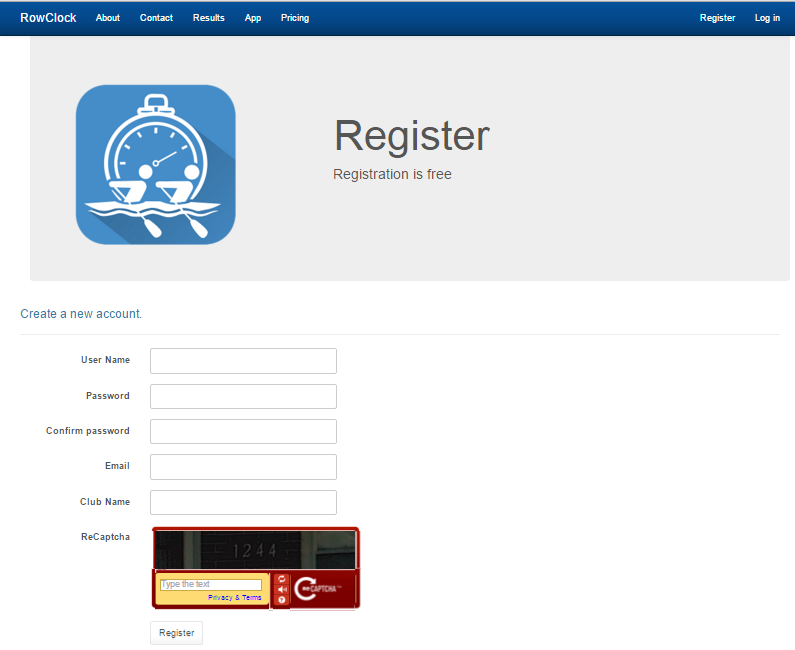 RowClock About Contact Results App Pricing Register Log in
Register
Registration is free
Create a new account.
User Name
Password
Confirm password
Email
Club Name
ReCaptcha
1244
Type the text
Privacy & Terms
reCAPTCHA™
Register